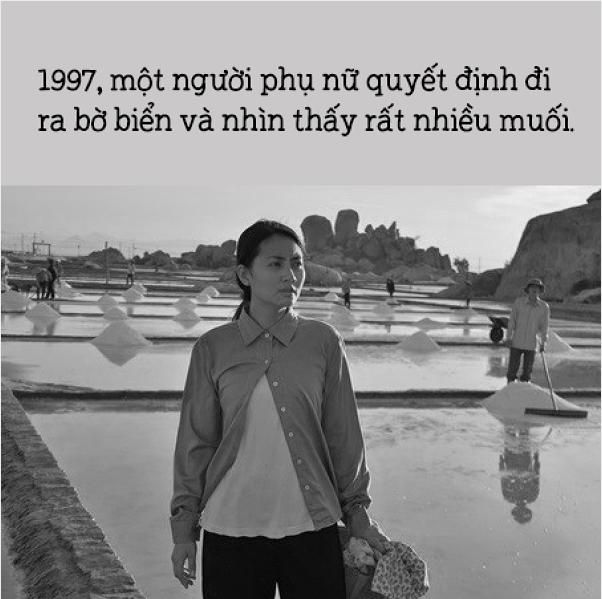 1997, một người phụ nữ quyết định đi
ra bờ biển và nhìn thấy rất nhiều muối.